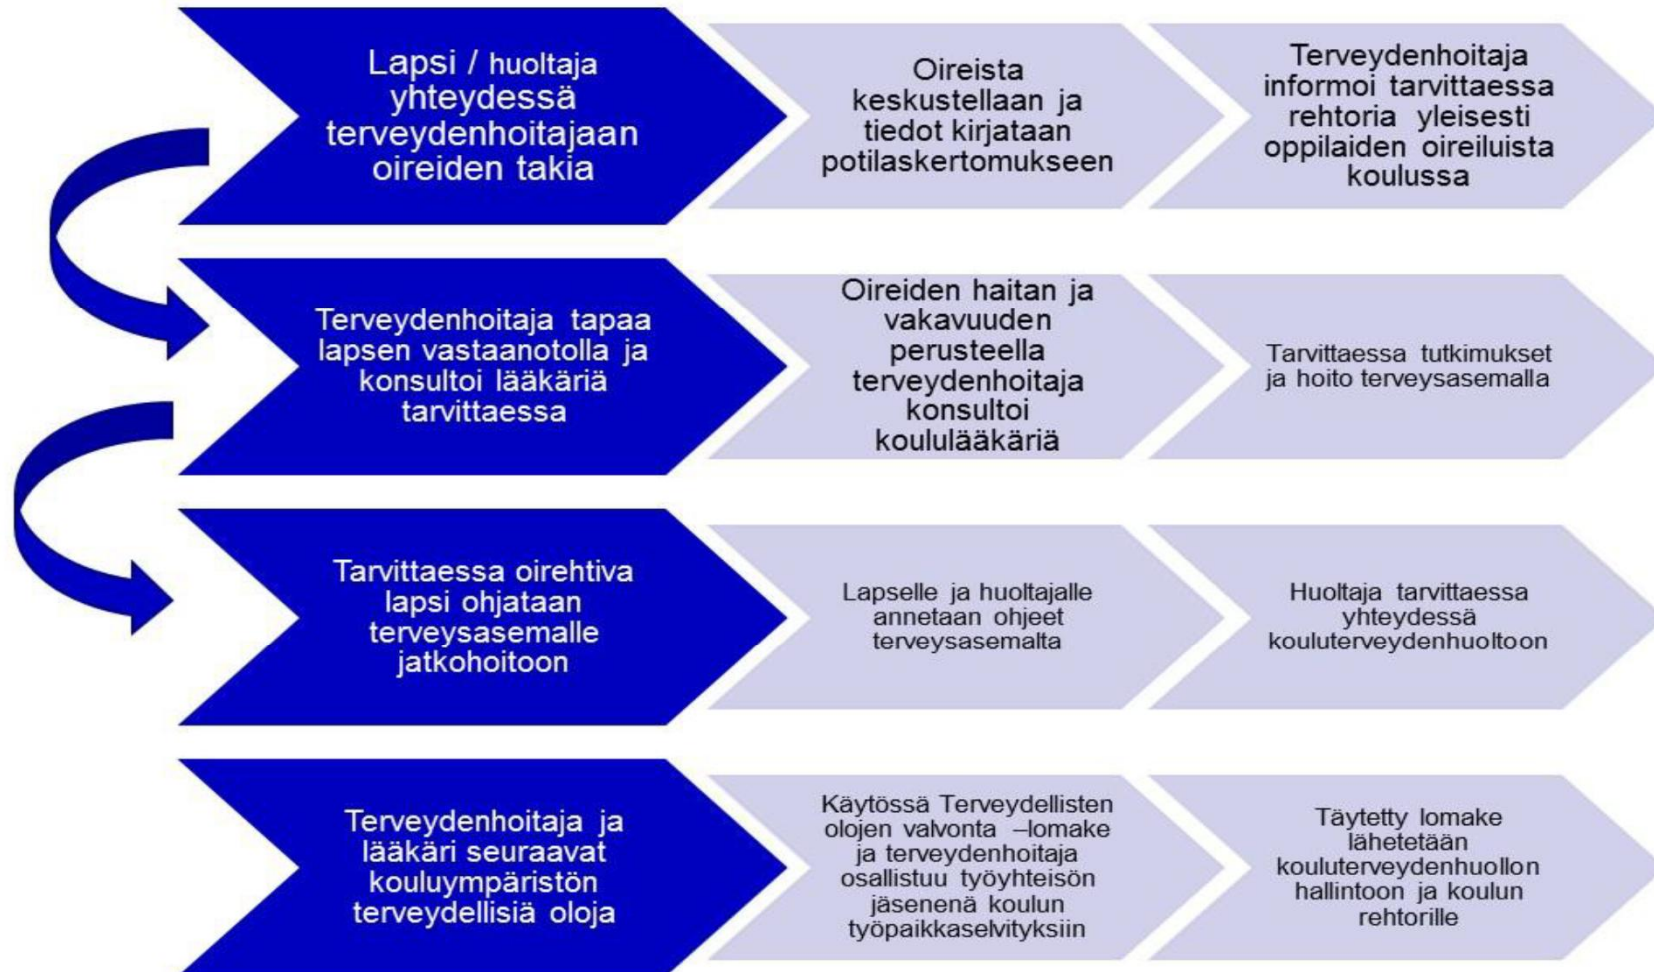 Lapsi / huoltaja
yhteydessä
terveydenhoitajaan
oireiden takia
Oireista
keskustellaan ja
tiedot kirjataan
potilaskertomukseen
Terveydenhoitaja
informoi tarvittaessa
rehtoria yleisesti
oppilaiden oireiluista
koulussa
Terveydenhoitaja tapaa
lapsen vastaanotolla ja
konsultoi lääkäriä
tarvittaessa
Oireiden haitan ja
vakavuuden
perusteella
terveydenhoitaja
konsultoi
koululääkäriä
Tarvittaessa tutkimukset
ja hoito terveysasemalla
Tarvittaessa oirehtiva
lapsi ohjataan
terveysasemalle
jatkohoitoon
Lapselle ja huoltajalle
annetaan ohjeet
terveysasemalta
Huoltaja tarvittaessa
yhteydessä
kouluterveydenhuoltoon
Terveydenhoitaja ja
lääkäri seuraavat
kouluympäristön
terveydellisiä oloja
Käytössä Terveydellisten
olojen valvonta –lomake
ja terveydenhoitaja
osallistuu työyhteisön
jäsenenä koulun
työpaikkaselvityksiin
Täytetty lomake
lähetetään
kouluterveydenhuollon
hallintoon ja koulun
rehtorille